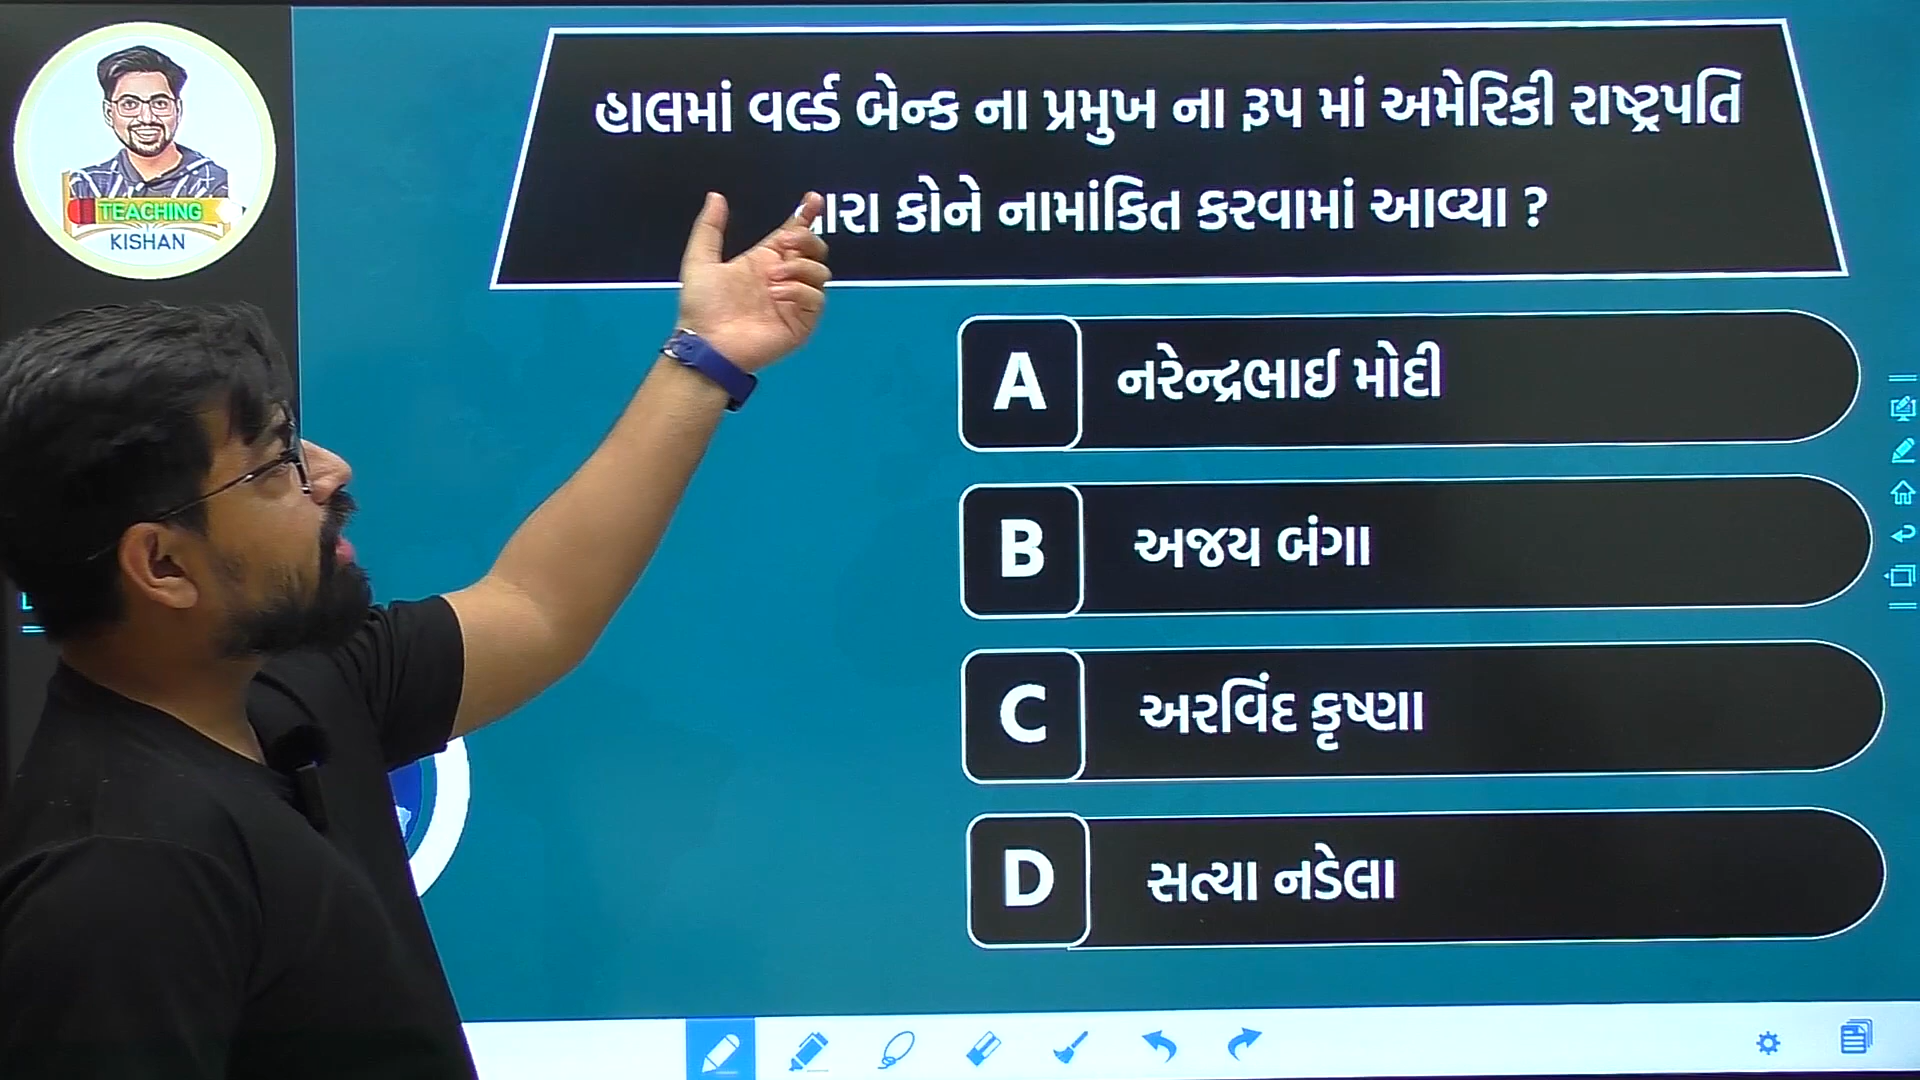 TEACHING
KISHAN
હાલમાં વર્લ્ડ બેન્ક ના પ્રમુખ ના રૂપ માં અમેરિકી રાષ્ટ્રપતિ
કોને નામાંકિત કરવામાં આવ્યા ?
A નરેન્દ્રભાઈ મોદી
B અજય બંગા
C અરવિંદ કૃષ્ણા
D સત્યા નડેલા